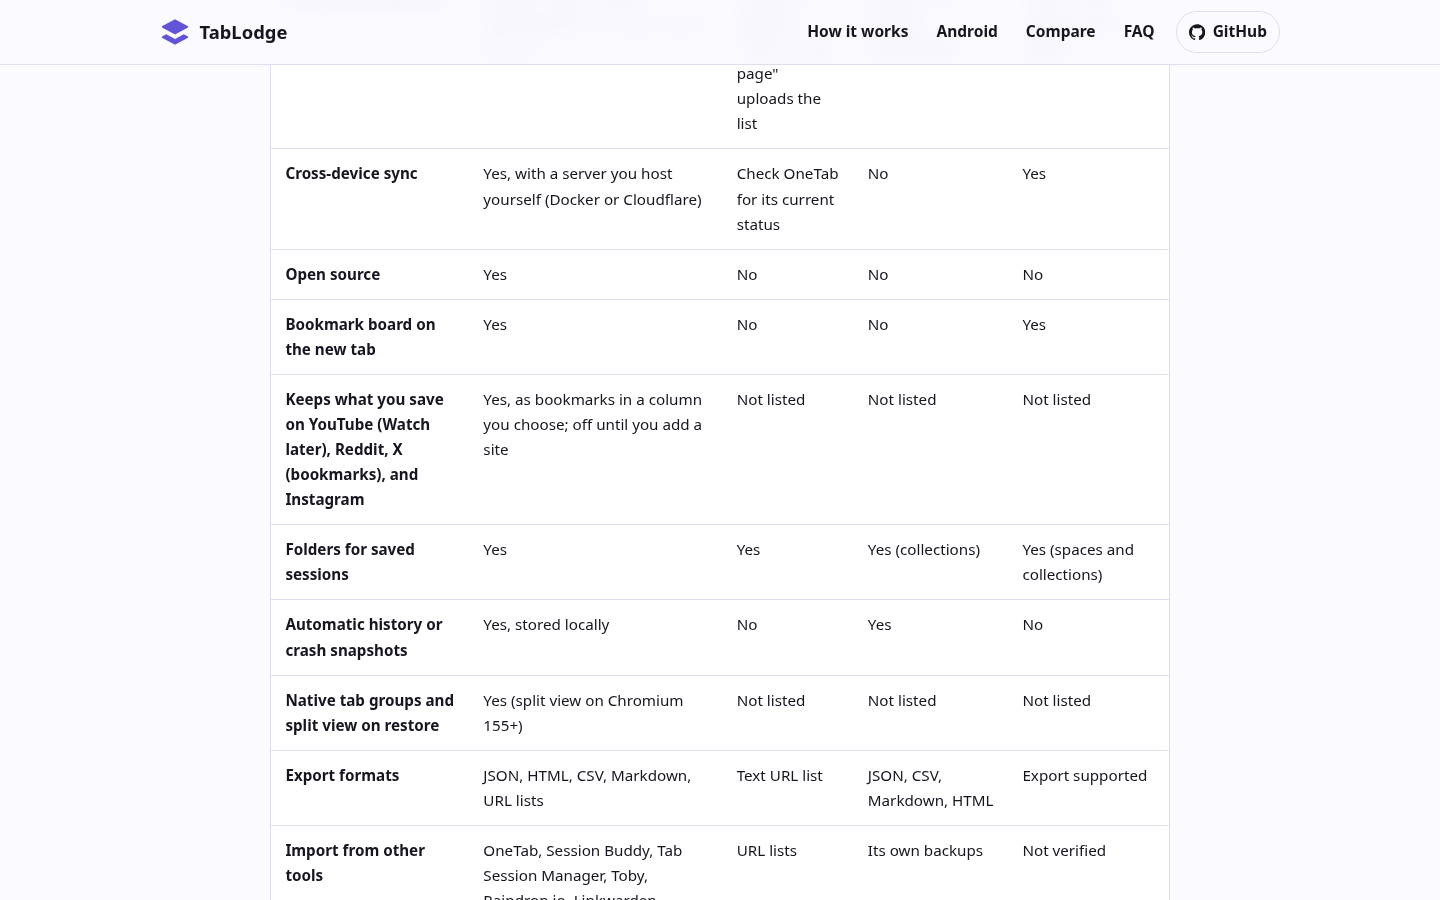 TabLodge
How it works
Android
Compare
FAQ
GitHub
page"
uploads the
list
Cross-device sync
Yes, with a server you host
yourself (Docker or Cloudflare)
Check OneTab
for its current
status
No
Yes
Open source
Yes
No
No
No
Bookmark board on
the new tab
Yes
No
No
Yes
Keeps what you save
on YouTube (Watch
later), Reddit, X
(bookmarks), and
Instagram
Yes, as bookmarks in a column
you choose; off until you add a
site
Not listed
Not listed
Not listed
Folders for saved
sessions
Yes
Yes
Yes (collections)
Yes (spaces and
collections)
Automatic history or
crash snapshots
Yes, stored locally
No
Yes
No
Native tab groups and
split view on restore
Yes (split view on Chromium
155+)
Not listed
Not listed
Not listed
Export formats
JSON, HTML, CSV, Markdown,
URL lists
Text URL list
JSON, CSV,
Markdown, HTML
Export supported
Import from other
tools
OneTab, Session Buddy, Tab
Session Manager, Toby,
Raindrop.io, Linkwarden
URL lists
Its own backups
Not verified